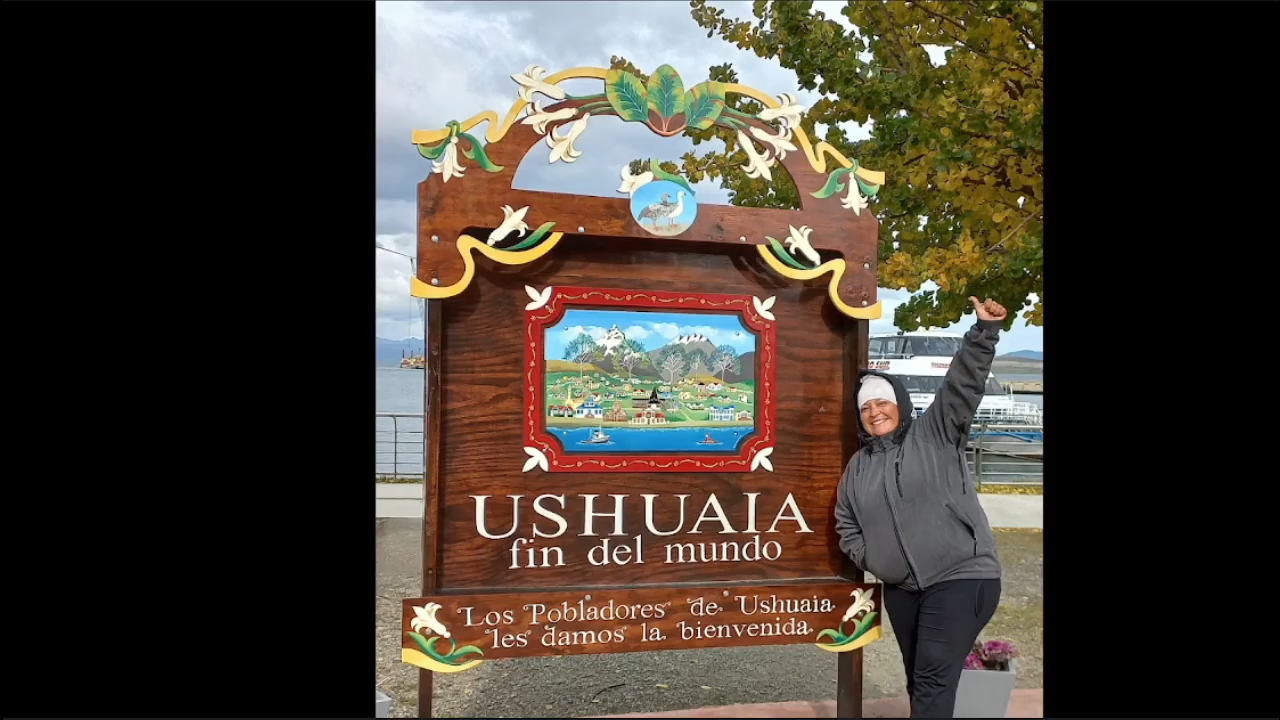 USHUAIA
fin del mundo
Los Pobladores de Ushuaia
les damos la bienvenida